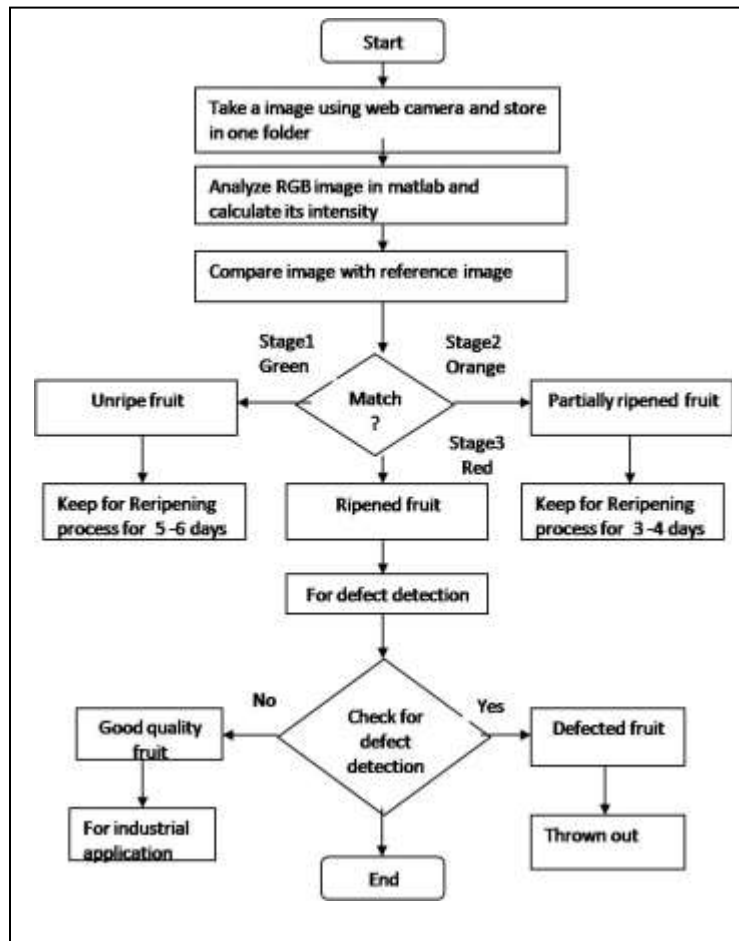 Start
Take a image using web camera and store
in one folder
Analyze RGB image in matlab and
calculate its intensity
Compare image with reference image
Stage1
Green
Stage2
Orange
Unripe fruit
Match
?
Partially ripened fruit
Stage3
Red
Keep for Reripening
process for 5 -6 days
Ripened fruit
Keep for Reripening
process for 3 -4 days
For defect detection
No
Yes
Good quality
fruit
Check for
defect
detection
Defected fruit
For industrial
application
Thrown out
End